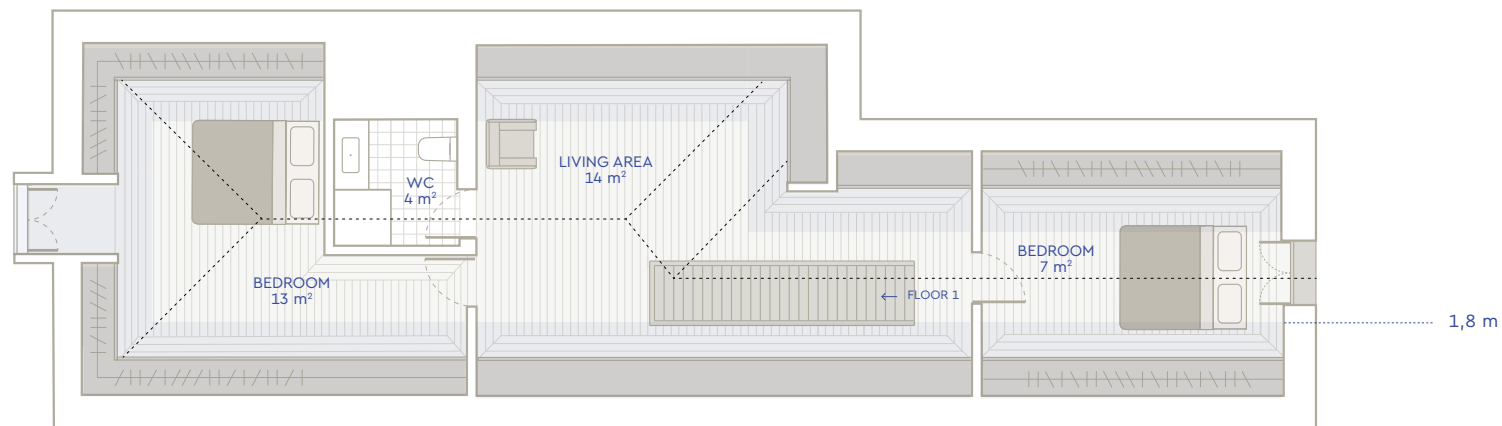 LIVING AREA
14 m²
WC
4 m²
BEDROOM
7 m²
BEDROOM
13 m²
← FLOOR 1
1,8 m